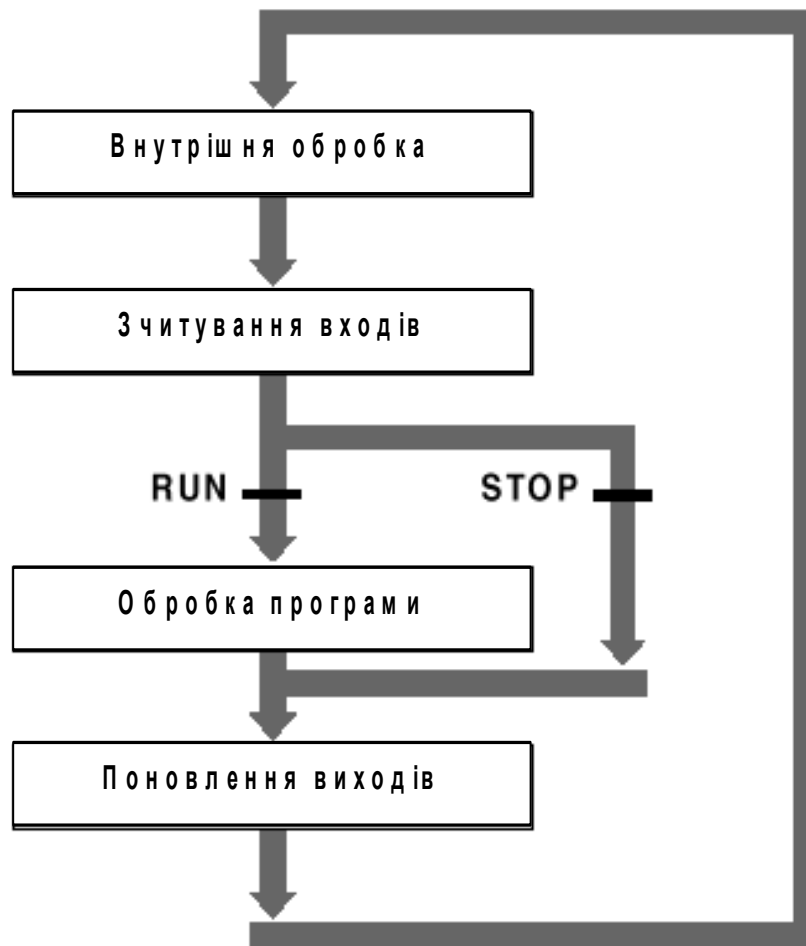 Внутрішня обробка
Зчитування входів
RUN STOP
Обробка програми
Поновлення виходів